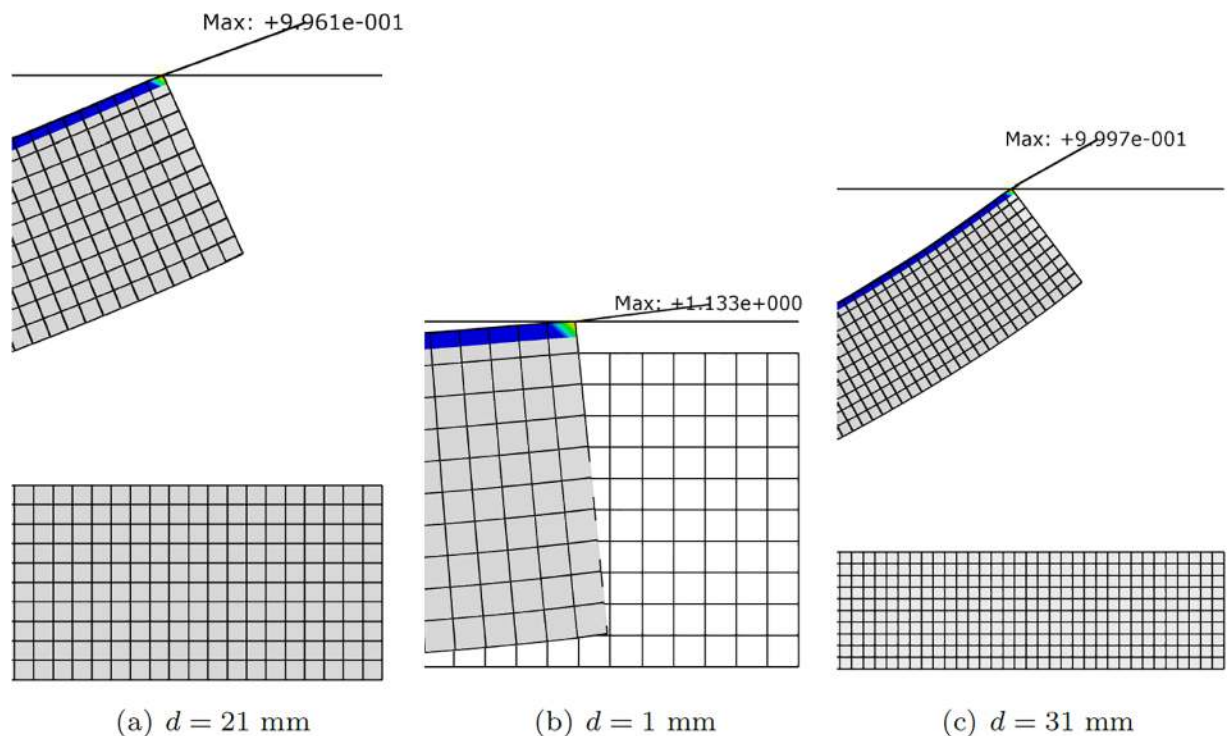 Max: +9.961e-001
Max: +9.997e-001
Max: +1.133e+000
(a) d = 21 mm
(b) d = 1 mm
(c) d = 31 mm